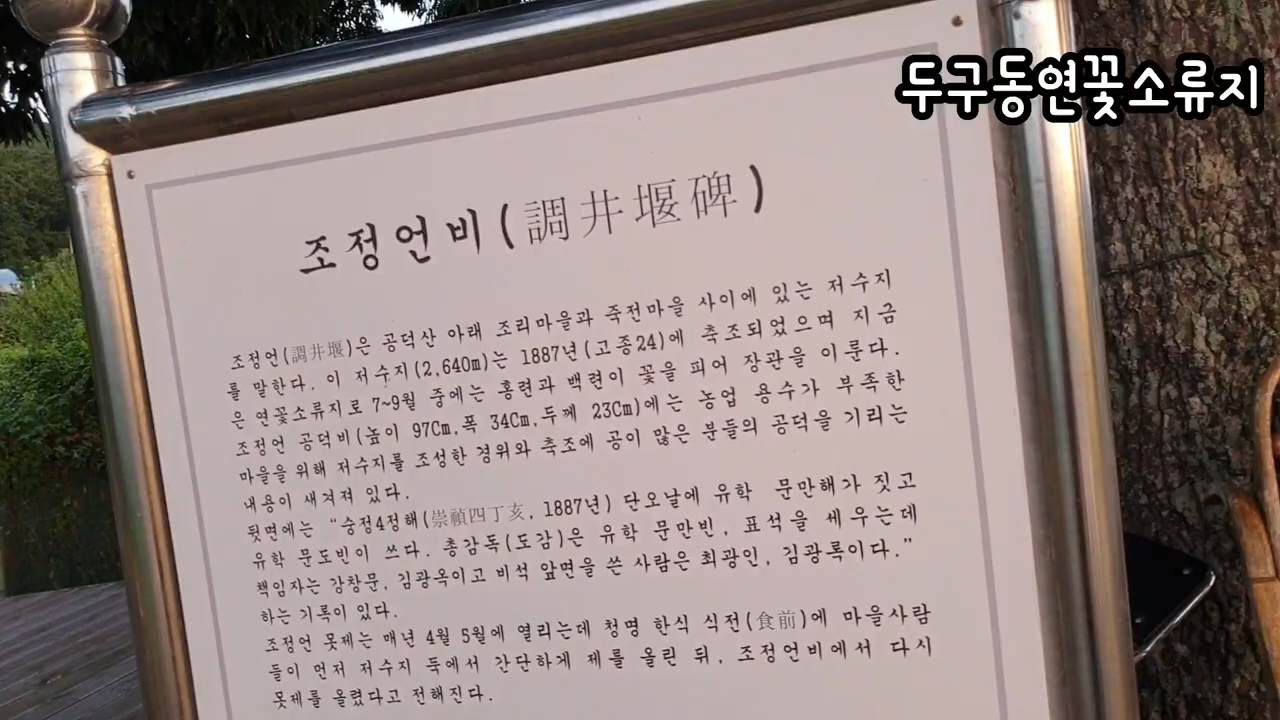 두구동연꽃소류지
조정언비(調井堰碑)
조정언(調井堰)은 공덕산 아래 조리마을과 죽전마을 사이에 있는 저수지
를 말한다. 이 저수지(2,640m)는 1887년(고종24)에 축조되었으며 지금
은 연꽃소류지로 7~9월 중에는 홍련과 백련이 꽃을 피어 장관을 이룬다.
조정언 공덕비(높이 97Cm,폭 34Cm,두께 23Cm)에는 농업 용수가 부족한
마을을 위해 저수지를 조성한 경위와 축조에 공이 많은 분들의 공덕을 기리는
내용이 새겨져 있다.
뒷면에는 "숭정4정해(崇禎四丁亥, 1887년) 단오날에 유학 문만해가 짓고
유학 문도빈이 쓰다. 총감독(도감)은 유학 문만빈, 표석을 세우는데
책임자는 강창문, 김광옥이고 비석 앞면을 쓴 사람은 최광인, 김광록이다."
하는 기록이 있다.
조정언 못제는 매년 4월 5월에 열리는데 청명 한식 식전(食前)에 마을사람
들이 먼저 저수지 둑에서 간단하게 제를 올린 뒤, 조정언비에서 다시
못제를 올렸다고 전해진다.